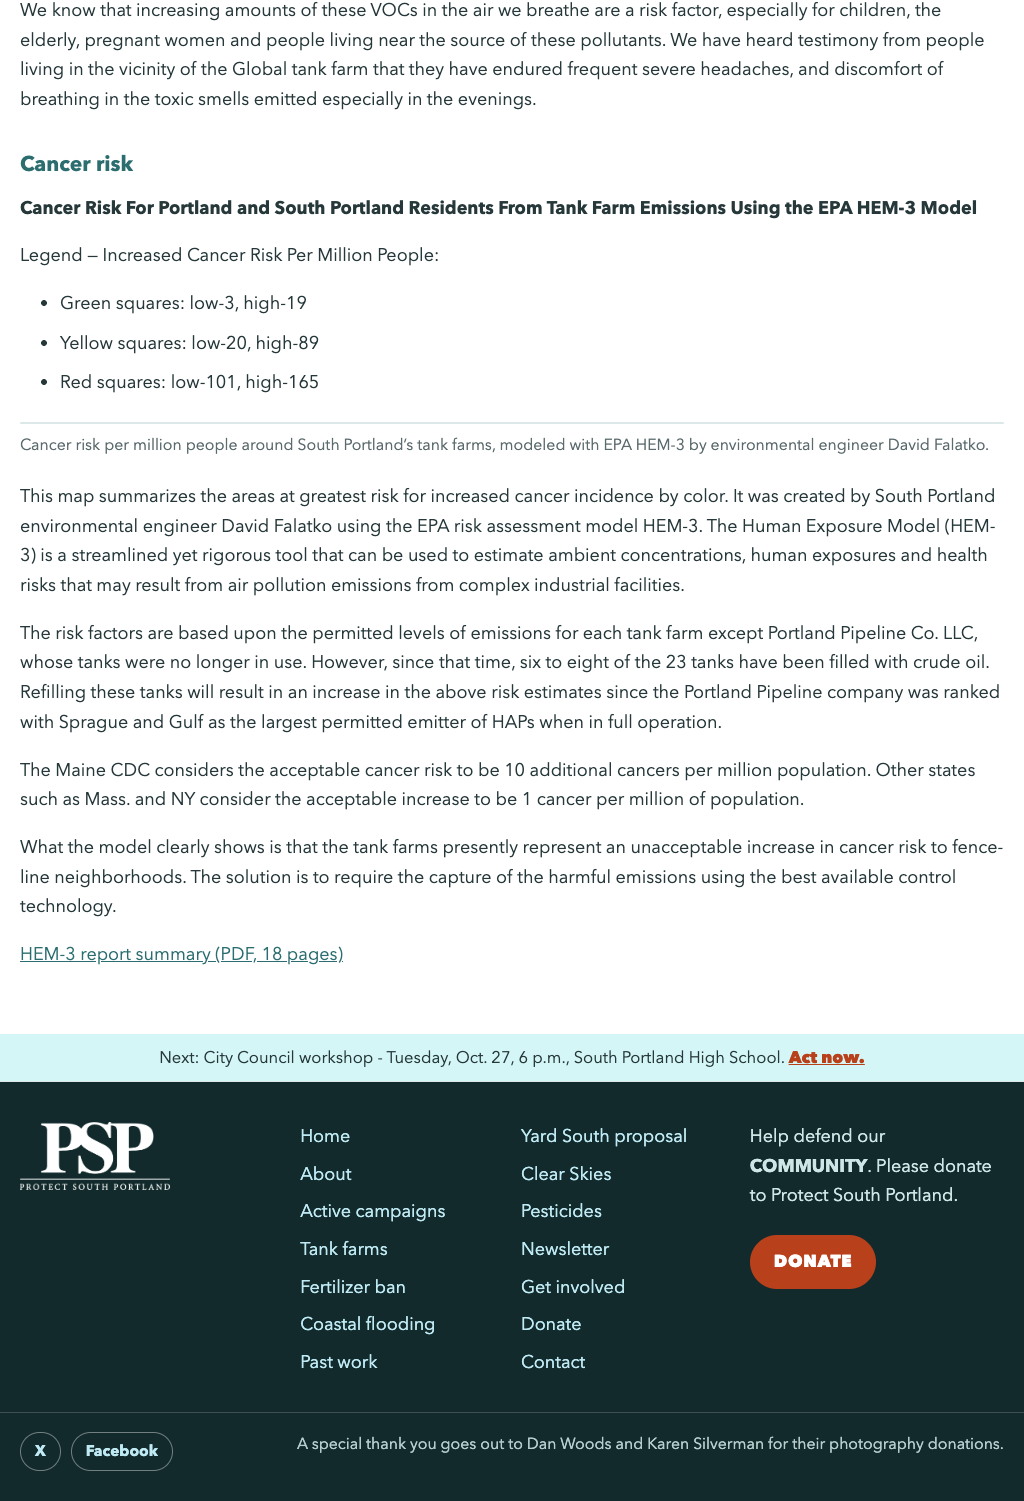 We know that increasing amounts of these VOCs in the air we breathe are a risk factor, especially for children, the
elderly, pregnant women and people living near the source of these pollutants. We have heard testimony from people
living in the vicinity of the Global tank farm that they have endured frequent severe headaches, and discomfort of
breathing in the toxic smells emitted especially in the evenings.
Cancer risk
Cancer Risk For Portland and South Portland Residents From Tank Farm Emissions Using the EPA HEM-3 Model
Legend – Increased Cancer Risk Per Million People:
• Green squares: low-3, high-19
• Yellow squares: low-20, high-89
• Red squares: low-101, high-165
Cancer risk per million people around South Portland’s tank farms, modeled with EPA HEM-3 by environmental engineer David Falatko.
This map summarizes the areas at greatest risk for increased cancer incidence by color. It was created by South Portland
environmental engineer David Falatko using the EPA risk assessment model HEM-3. The Human Exposure Model (HEM-
3) is a streamlined yet rigorous tool that can be used to estimate ambient concentrations, human exposures and health
risks that may result from air pollution emissions from complex industrial facilities.
The risk factors are based upon the permitted levels of emissions for each tank farm except Portland Pipeline Co. LLC,
whose tanks were no longer in use. However, since that time, six to eight of the 23 tanks have been filled with crude oil.
Refilling these tanks will result in an increase in the above risk estimates since the Portland Pipeline company was ranked
with Sprague and Gulf as the largest permitted emitter of HAPs when in full operation.
The Maine CDC considers the acceptable cancer risk to be 10 additional cancers per million population. Other states
such as Mass. and NY consider the acceptable increase to be 1 cancer per million of population.
What the model clearly shows is that the tank farms presently represent an unacceptable increase in cancer risk to fence-
line neighborhoods. The solution is to require the capture of the harmful emissions using the best available control
technology.
HEM-3 report summary (PDF, 18 pages)
Next: City Council workshop - Tuesday, Oct. 27, 6 p.m., South Portland High School. Act now.
PSP
PROTECT SOUTH PORTLAND
Home
About
Active campaigns
Tank farms
Fertilizer ban
Coastal flooding
Past work
Yard South proposal
Clear Skies
Pesticides
Newsletter
Get involved
Donate
Contact
Help defend our
COMMUNITY. Please donate
to Protect South Portland.
DONATE
X
Facebook
A special thank you goes out to Dan Woods and Karen Silverman for their photography donations.